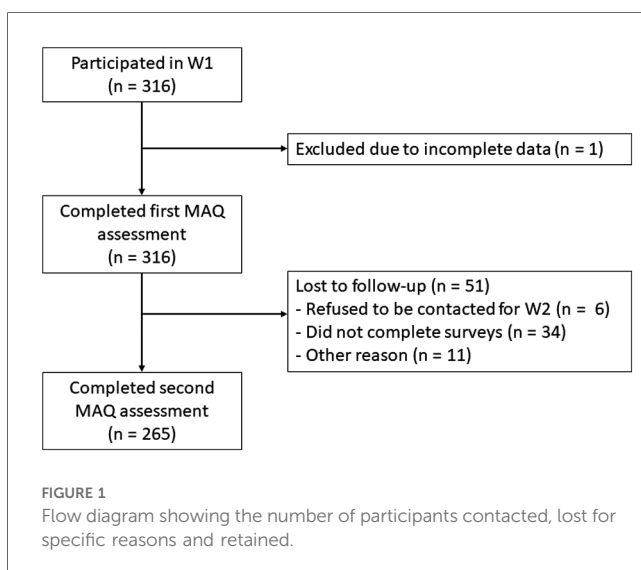 Participated in W1
(n = 316)
Excluded due to incomplete data (n = 1)
Completed first MAQ
assessment
(n = 316)
Lost to follow-up (n = 51)
- Refused to be contacted for W2 (n =  6)
- Did not complete surveys (n = 34)
- Other reason (n = 11)
Completed second
MAQ assessment
(n = 265)
FIGURE 1
Flow diagram showing the number of participants contacted, lost for
specific reasons and retained.